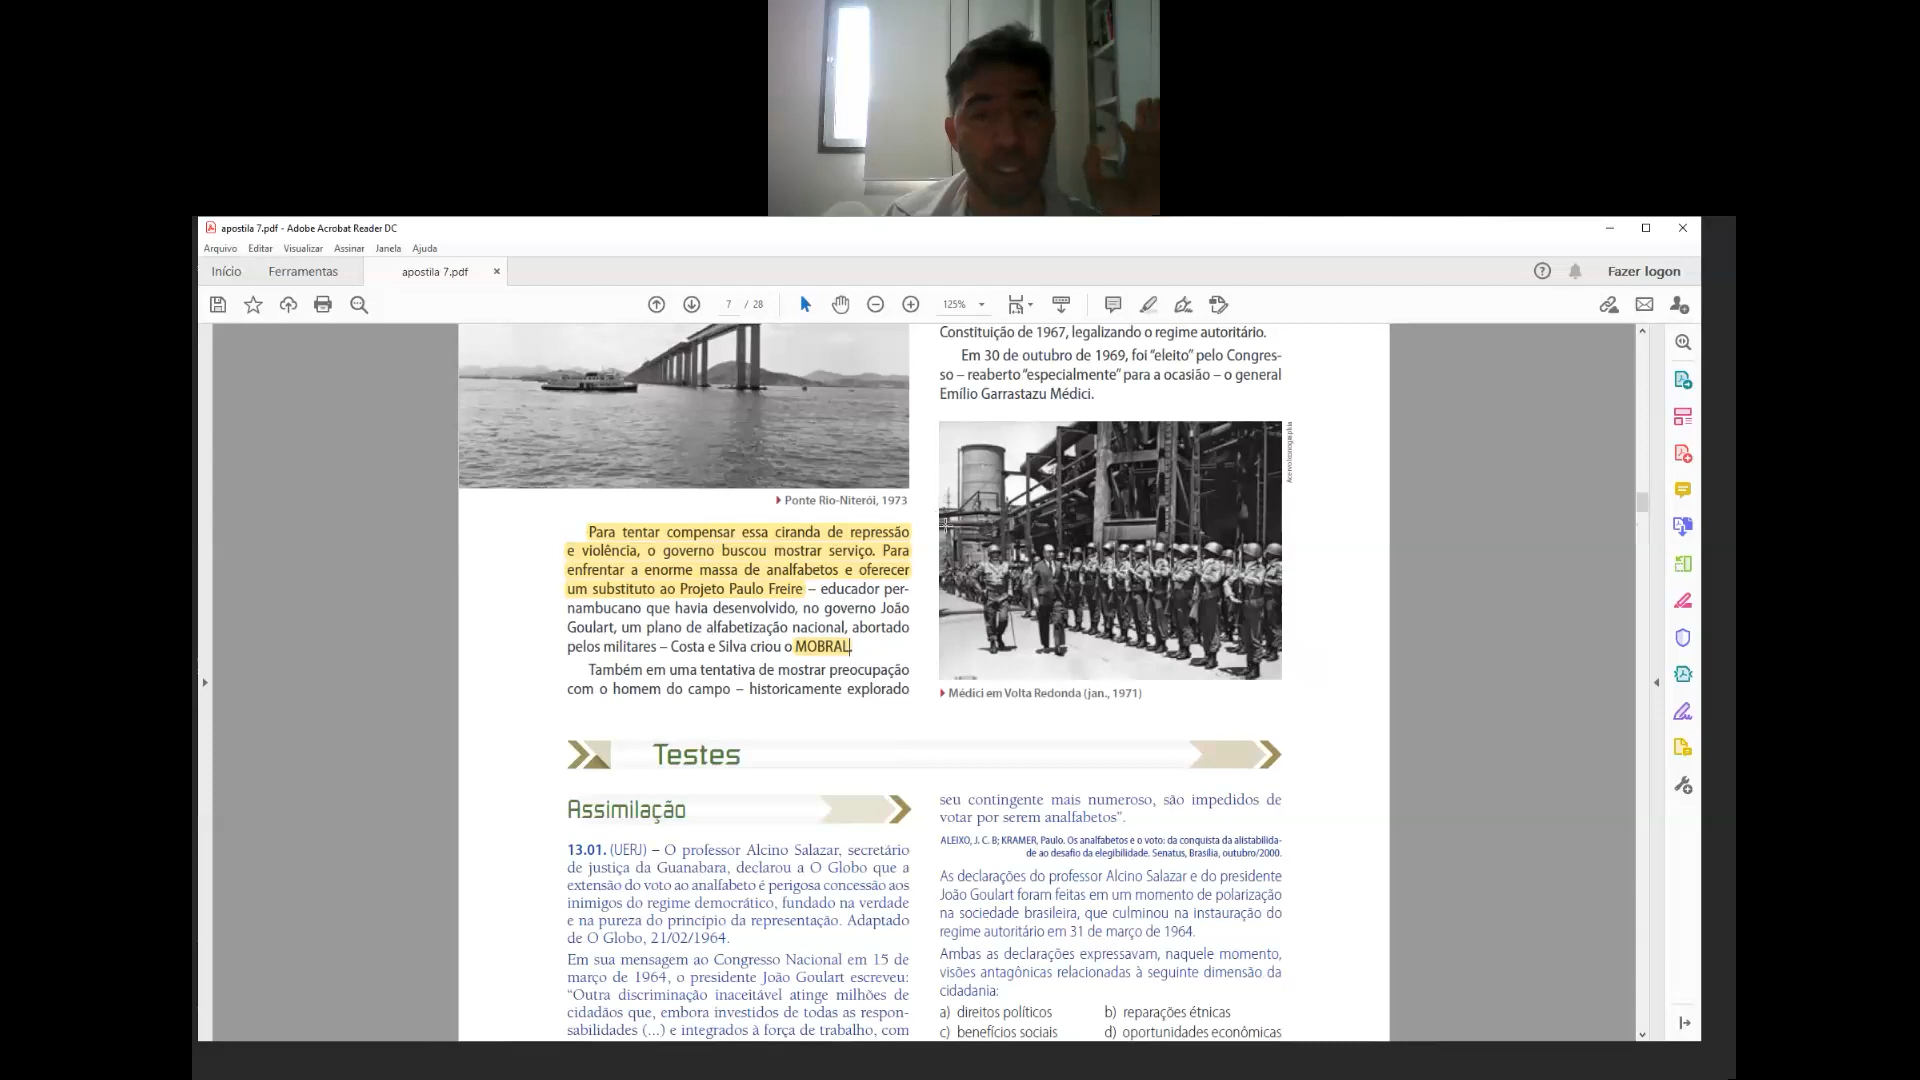 apostila 7.pdf - Adobe Acrobat Reader DC
Arquivo Editar Visualizar Assinar Janela Ajuda
Início Ferramentas apostila 7.pdf × Fazer logon
7 / 28 125%
Ponte Rio-Niterói, 1973
Para tentar compensar essa ciranda de repressão
e violência, o governo buscou mostrar serviço. Para
enfrentar a enorme massa de analfabetos e oferecer
um substituto ao Projeto Paulo Freire – educador per-
nambucano que havia desenvolvido, no governo João
Goulart, um plano de alfabetização nacional, abortado
pelos militares – Costa e Silva criou o MOBRAL.
Também em uma tentativa de mostrar preocupação
com o homem do campo – historicamente explorado
Constituição de 1967, legalizando o regime autoritário.
Em 30 de outubro de 1969, foi “eleito” pelo Congres-
so – reaberto “especialmente” para a ocasião – o general
Emílio Garrastazu Médici.
Médici em Volta Redonda (jan., 1971)
Testes
Assimilação
13.01. (UERJ) – O professor Alcino Salazar, secretário
de justiça da Guanabara, declarou a O Globo que a
extensão do voto ao analfabeto é perigosa concessão aos
inimigos do regime democrático, fundado na verdade
e na pureza do princípio da representação. Adaptado
de O Globo, 21/02/1964.
Em sua mensagem ao Congresso Nacional em 15 de
março de 1964, o presidente João Goulart escreveu:
“Outra discriminação inaceitável atinge milhões de
cidadãos que, embora investidos de todas as respon-
sabilidades (...) e integrados à força de trabalho, com
seu contingente mais numeroso, são impedidos de
votar por serem analfabetos”.
ALEIXO, J. C. B; KRAMER, Paulo. Os analfabetos e o voto: da conquista da alistabilida-
de ao desafio da elegibilidade. Senatus, Brasília, outubro/2000.
As declarações do professor Alcino Salazar e do presidente
João Goulart foram feitas em um momento de polarização
na sociedade brasileira, que culminou na instauração do
regime autoritário em 31 de março de 1964.
Ambas as declarações expressavam, naquele momento,
visões antagônicas relacionadas à seguinte dimensão da
cidadania:
a) direitos políticos b) reparações étnicas
c) benefícios sociais d) oportunidades econômicas